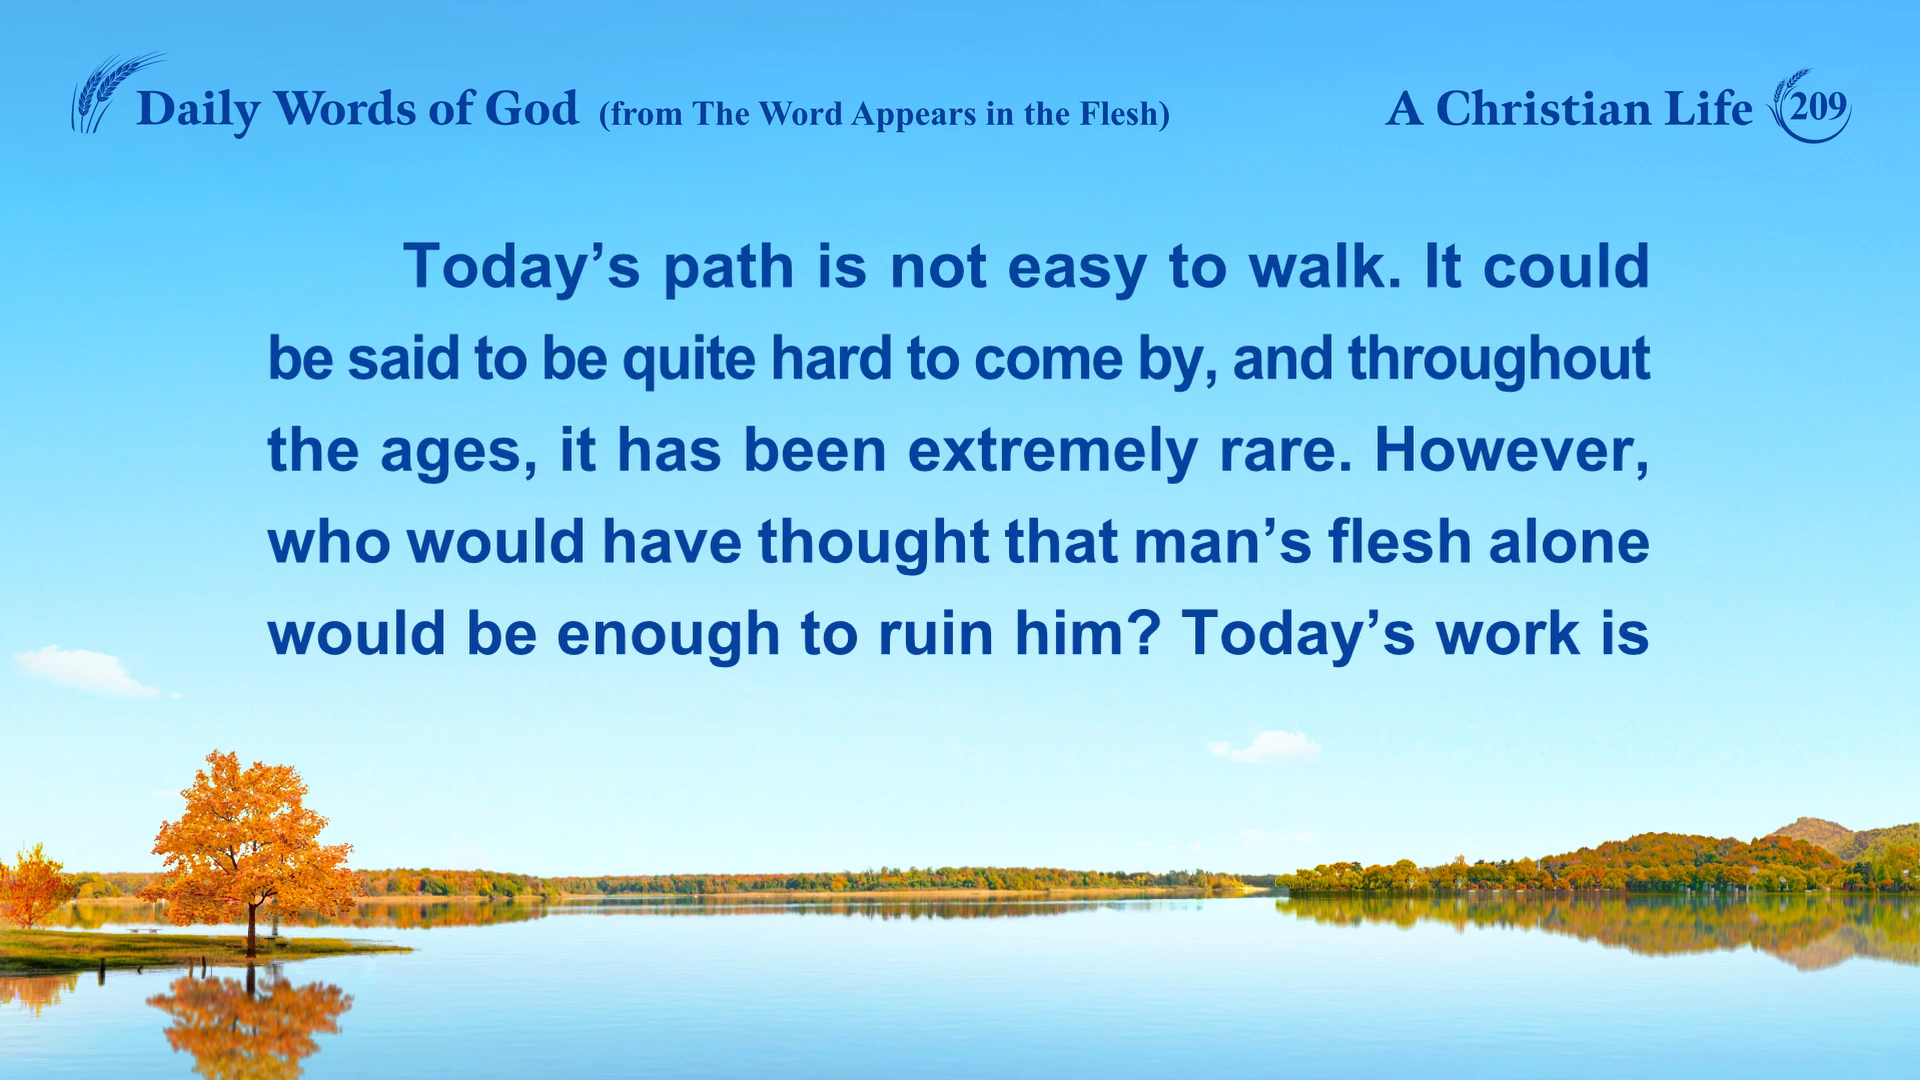 Daily Words of God (from The Word Appears in the Flesh)
A Christian Life 209
Today’s path is not easy to walk. It could
be said to be quite hard to come by, and throughout
the ages, it has been extremely rare. However,
who would have thought that man’s flesh alone
would be enough to ruin him? Today’s work is